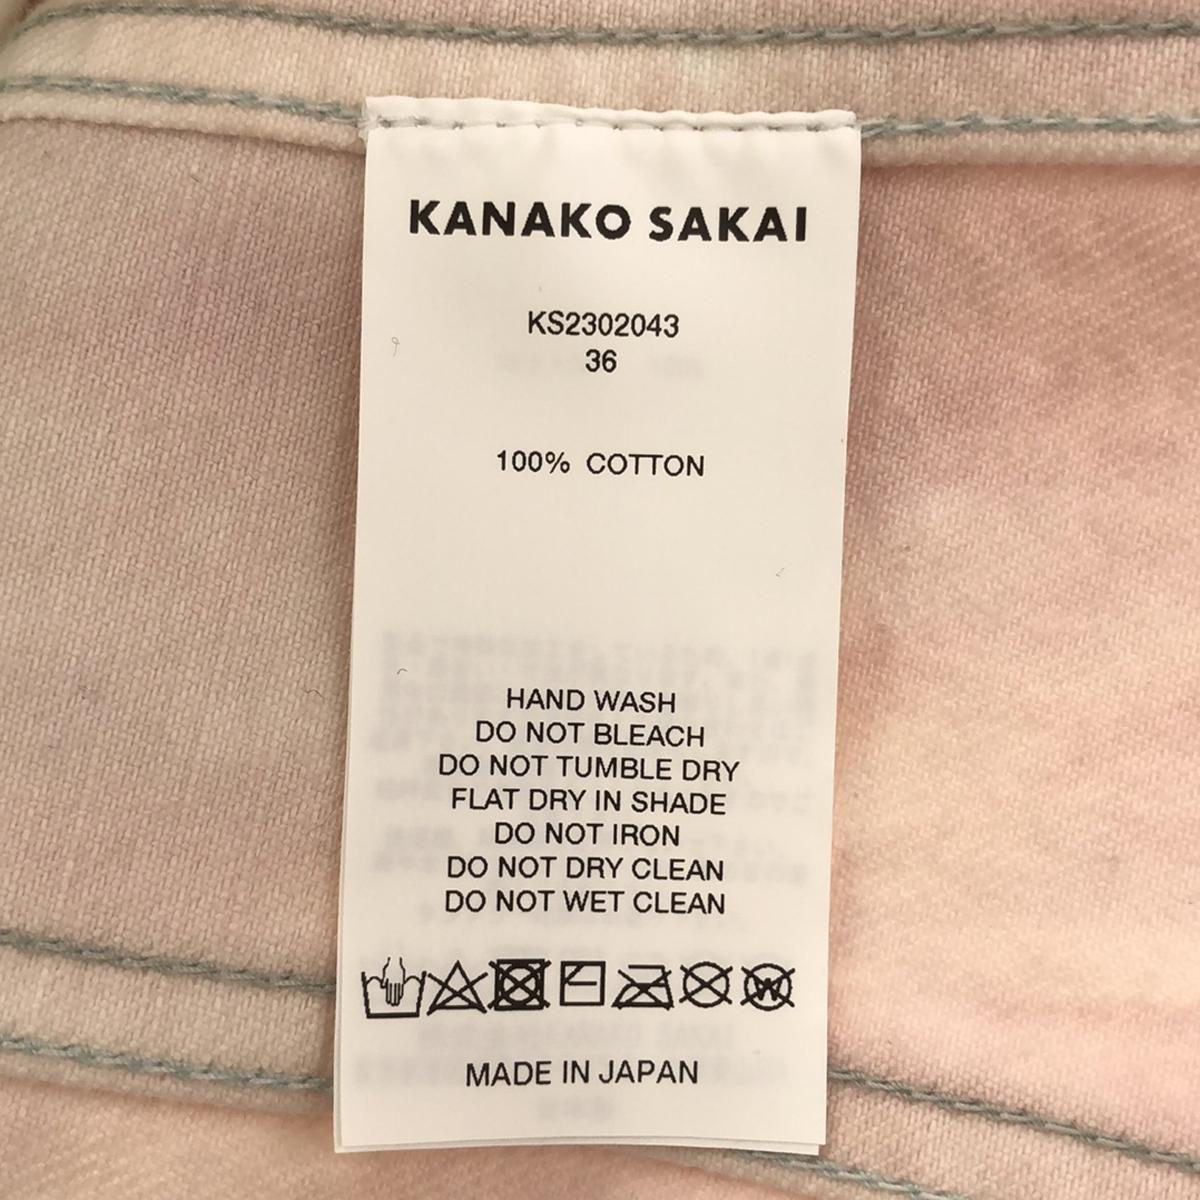 KANAKO SAKAI
KS2302043
36
100% COTTON
HAND WASH
DO NOT BLEACH
DO NOT TUMBLE DRY
FLAT DRY IN SHADE
DO NOT IRON
DO NOT DRY CLEAN
DO NOT WET CLEAN
W
MADE IN JAPAN